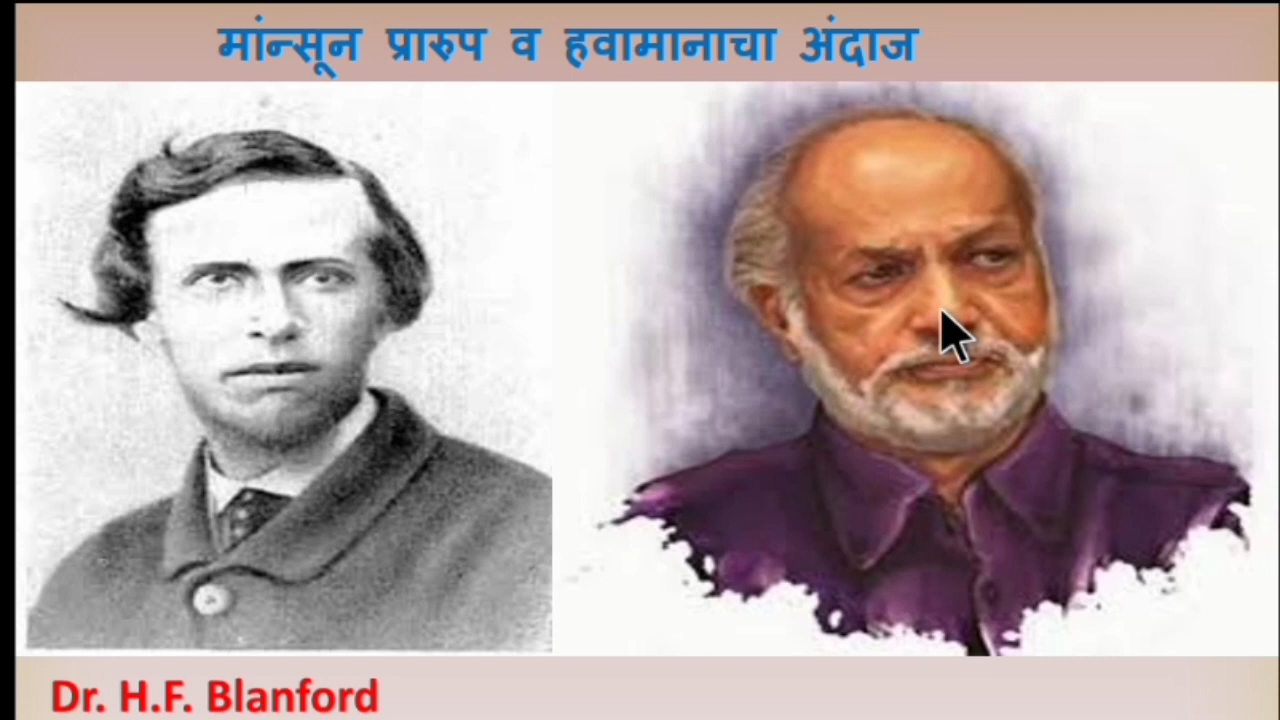 मांन्सून प्रारुप व हवामानाचा अंदाज
Dr. H.F. Blanford